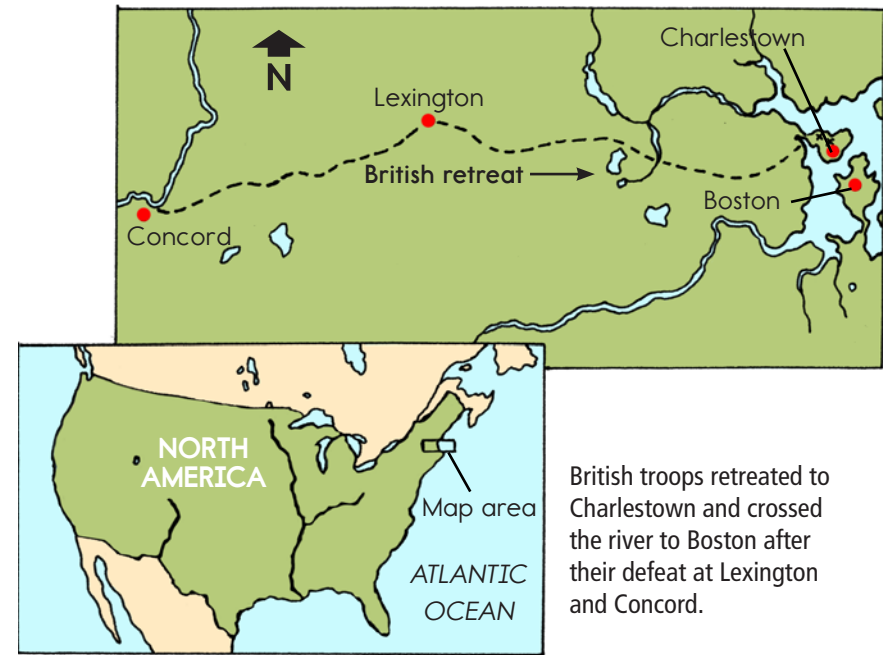 Charlestown
N
Lexington
British retreat
Boston
Concord
NORTH
AMERICA
Map area
ATLANTIC
OCEAN
British troops retreated to
Charlestown and crossed
the river to Boston after
their defeat at Lexington
and Concord.